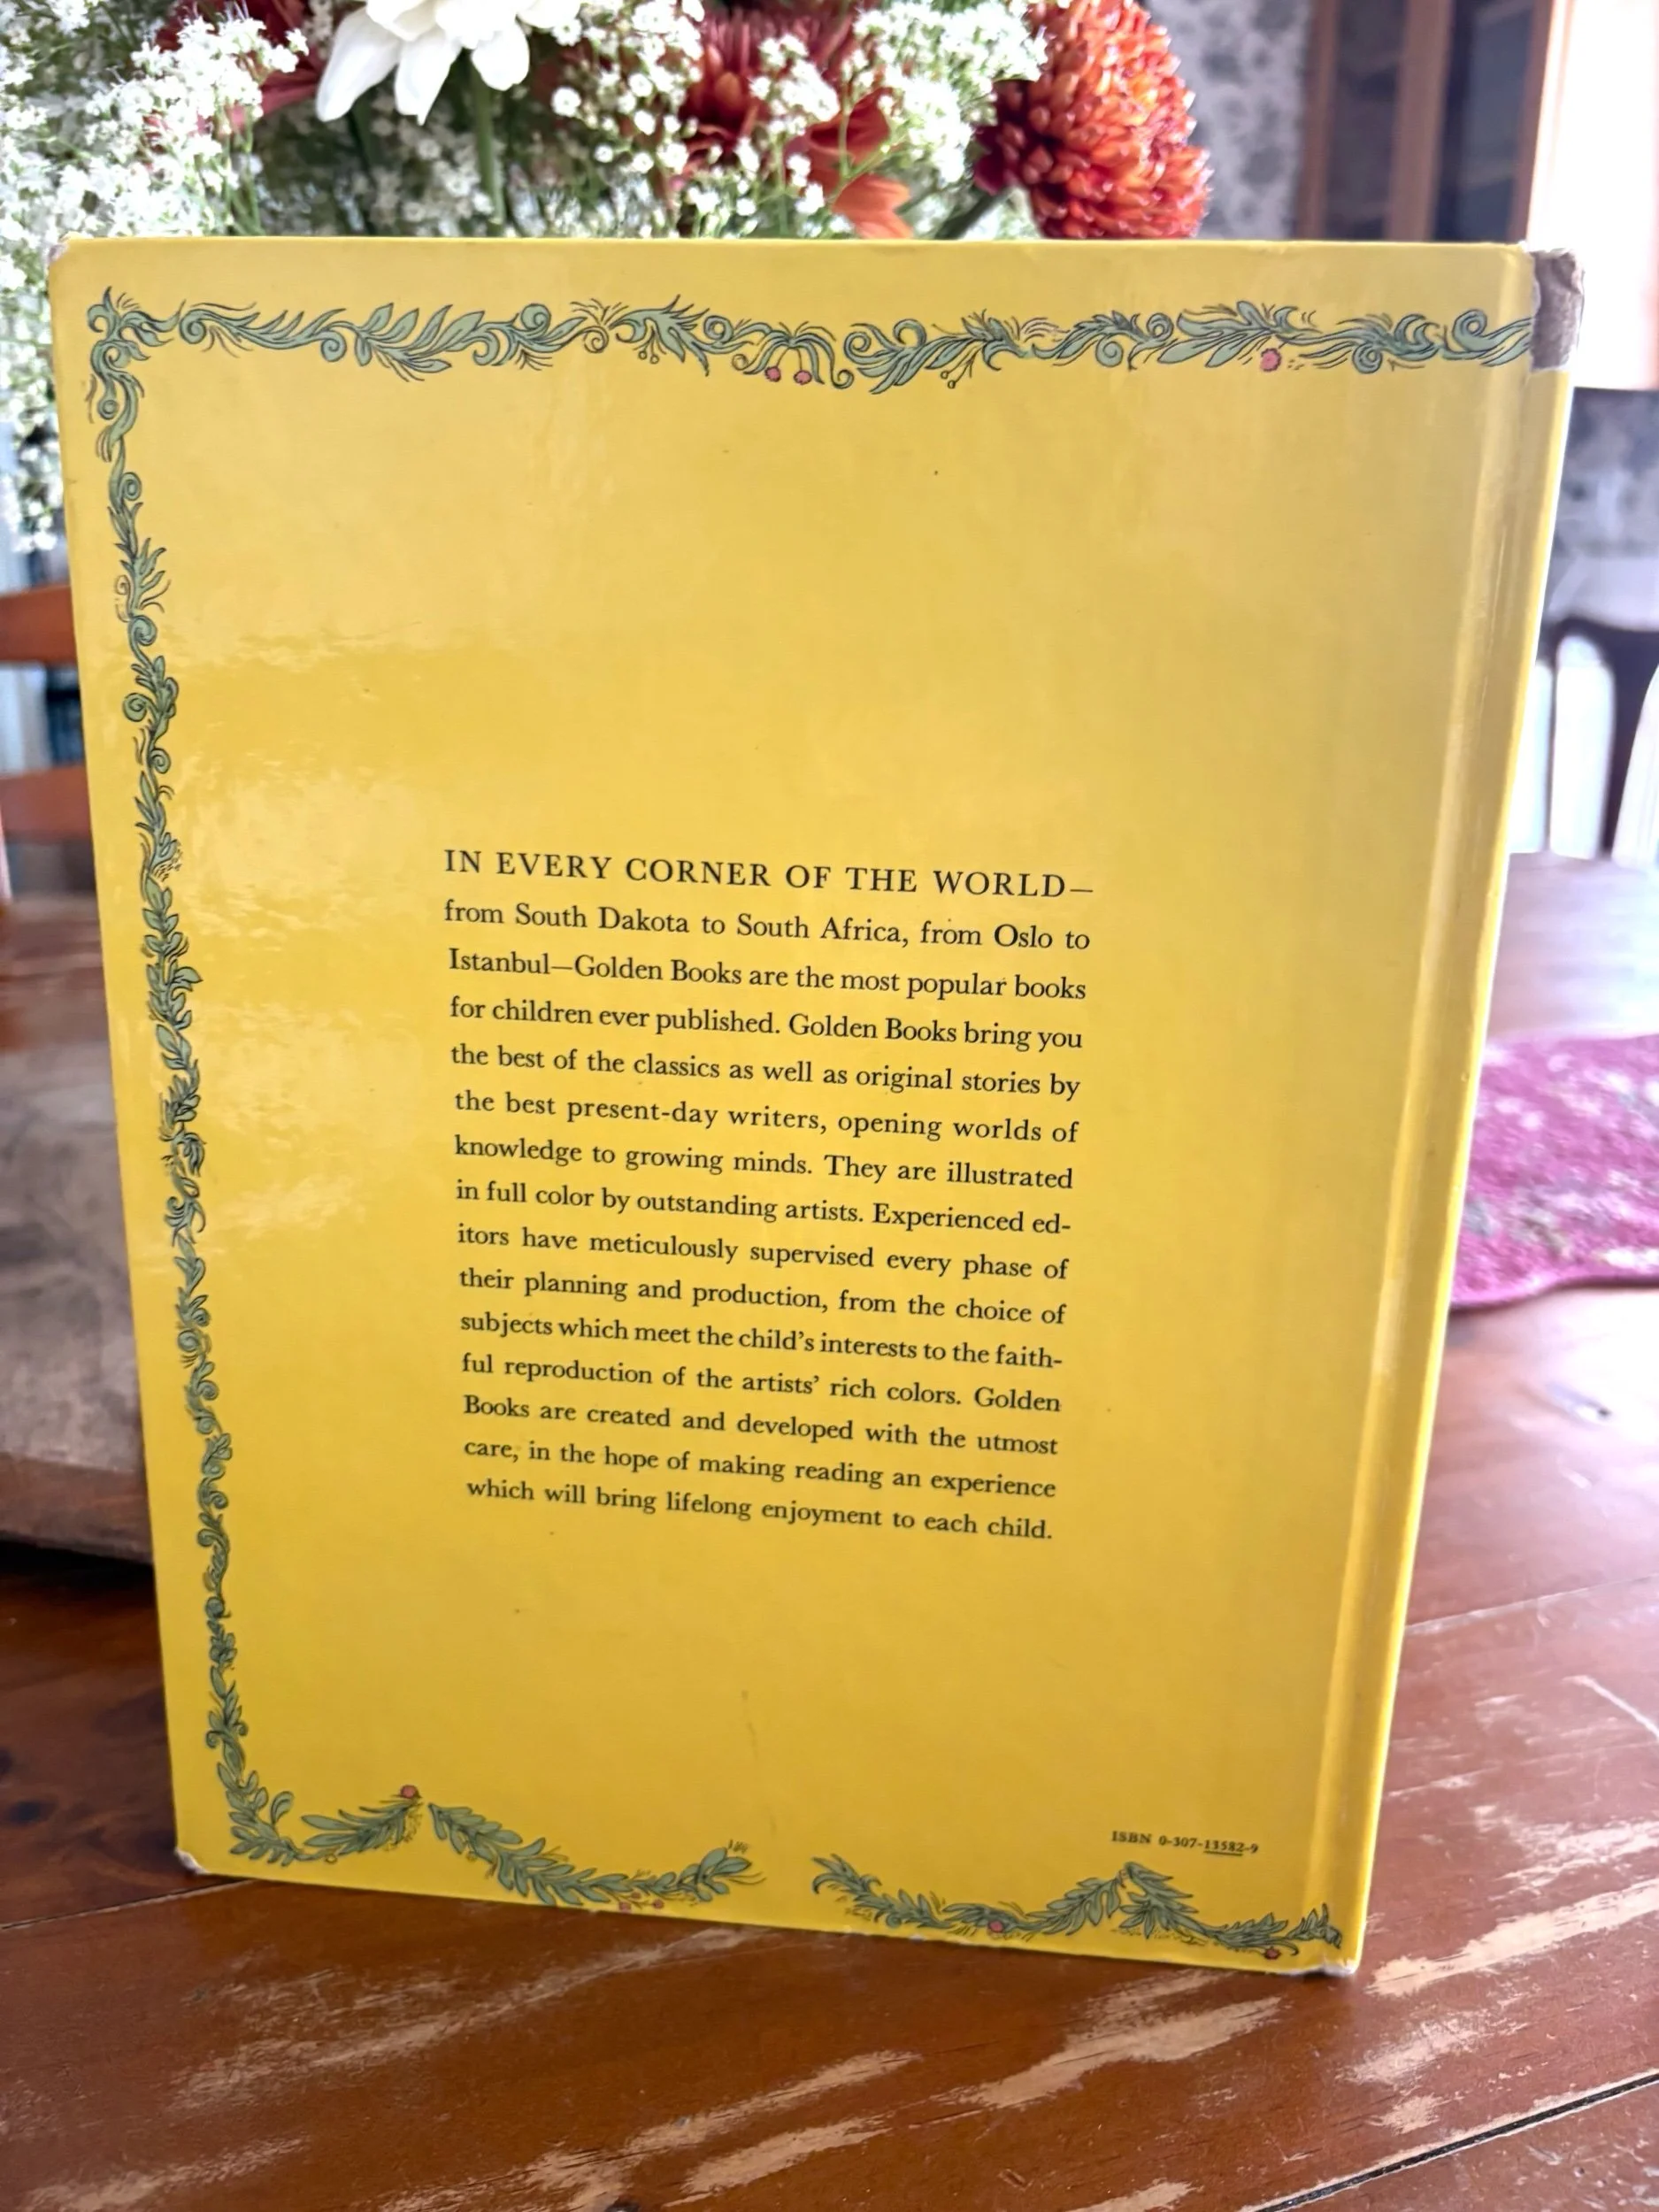 IN EVERY CORNER OF THE WORLD—
from South Dakota to South Africa, from Oslo to
Istanbul—Golden Books are the most popular books
for children ever published. Golden Books bring you
the best of the classics as well as original stories by
the best present-day writers, opening worlds of
knowledge to growing minds. They are illustrated
in full color by outstanding artists. Experienced ed-
itors have meticulously supervised every phase of
their planning and production, from the choice of
subjects which meet the child's interests to the faith-
ful reproduction of the artists' rich colors. Golden
Books are created and developed with the utmost
care, in the hope of making reading an experience
which will bring lifelong enjoyment to each child.
ISBN 0-307-13582-9